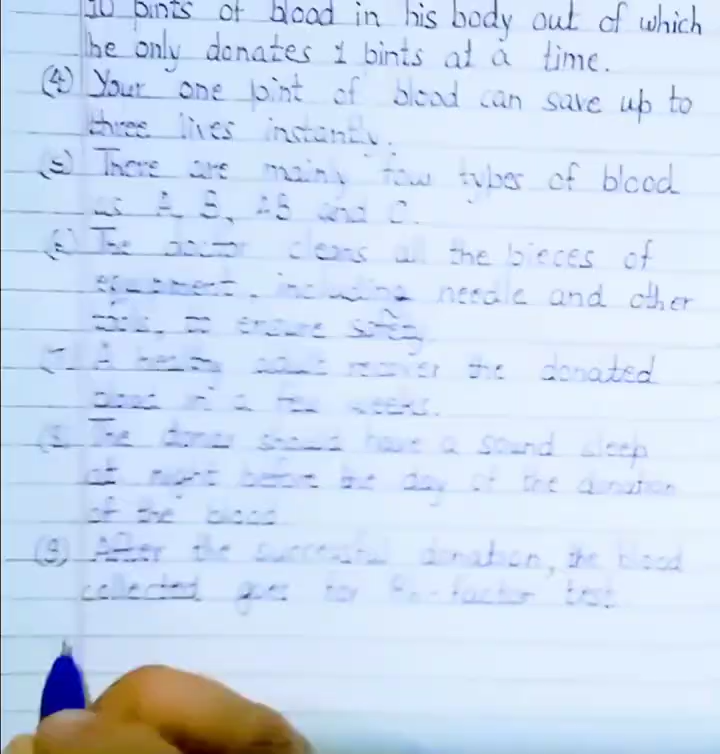 10 pints of blood in his body out of which
he only donates 1 bints at a time.
(4) Your one pint of blood can save up to
three lives instantly.
(5) There are mainly four types of blood
as A, B, AB and O.
(6) The doctor cleans all the pieces of
equipment, including needle and other
tools, to ensure safety.
(7) A healthy adult recover the donated
blood in a few weeks.
(8) The donor should have a sound sleep
at night before the day of the donation
of the blood.
(9) After the successful donation, the blood
collected goes for Rh-factor test